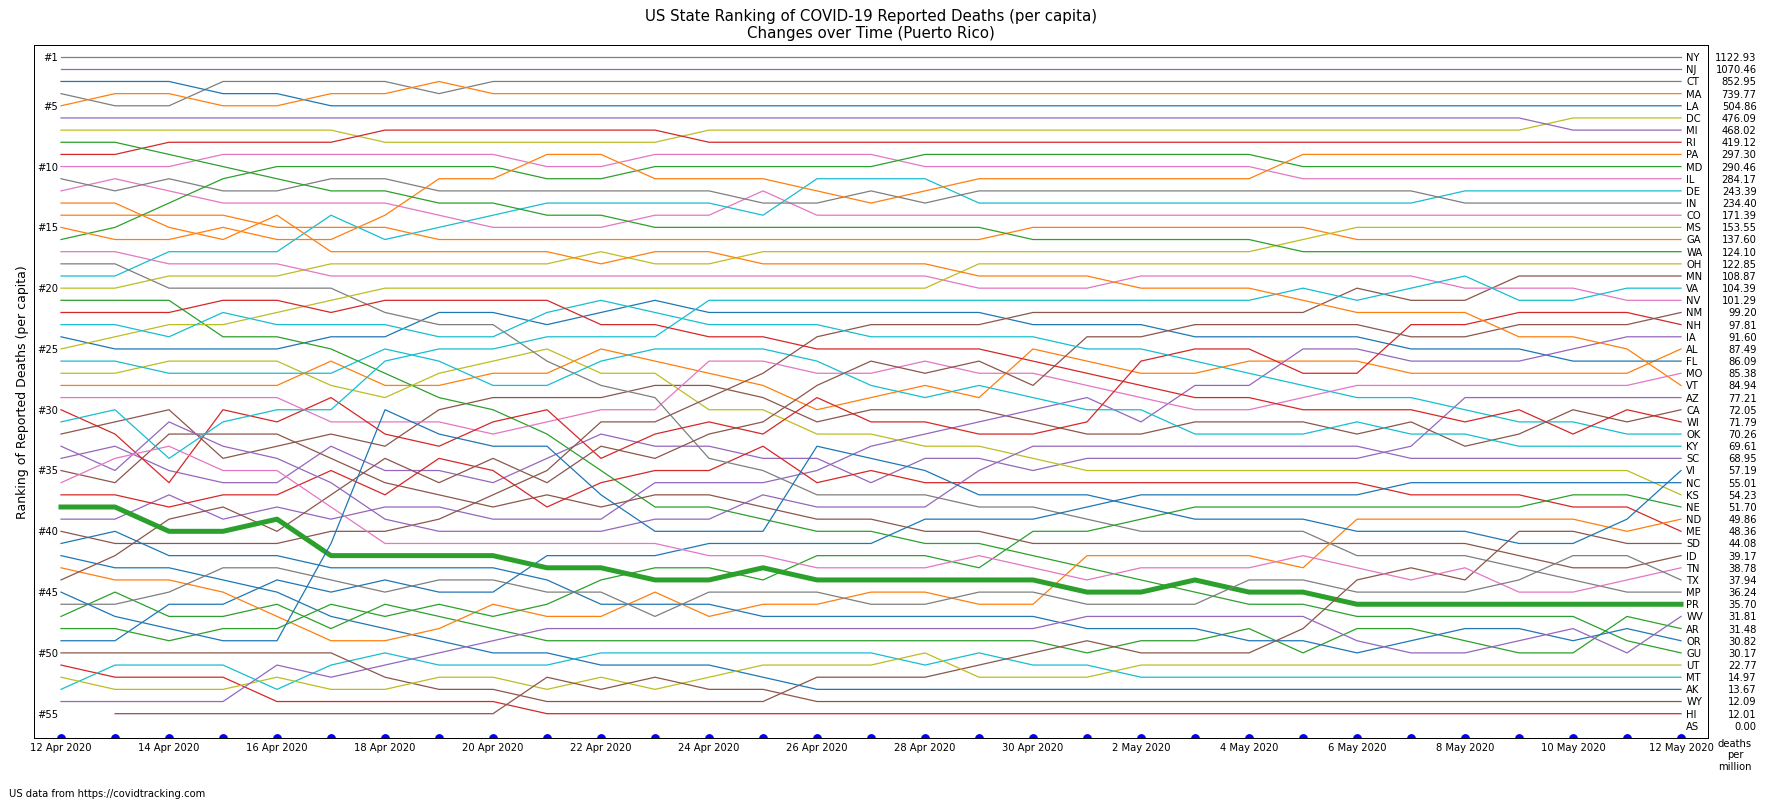 US State Ranking of COVID-19 Reported Deaths (per capita)
Changes over Time (Puerto Rico)
Ranking of Reported Deaths (per capita)
#1
#5
#10
#15
#20
#25
#30
#35
#40
#45
#50
#55
NY 1122.93
NJ 1070.46
CT 852.95
MA 739.77
LA 504.86
DC 476.09
MI 468.02
RI 419.12
PA 297.30
MD 290.46
IL 284.17
DE 243.39
IN 234.40
CO 171.39
MS 153.55
GA 137.60
WA 124.10
OH 122.85
MN 108.87
VA 104.39
NV 101.29
NM 99.20
NH 97.81
IA 91.60
AL 87.49
FL 86.09
MO 85.38
VT 84.94
AZ 77.21
CA 72.05
WI 71.79
OK 70.26
KY 69.61
SC 68.95
VI 57.19
NC 55.01
KS 54.23
NE 51.70
ND 49.86
ME 48.36
SD 44.08
ID 39.17
TN 38.78
TX 37.94
MP 36.24
PR 35.70
WV 31.81
AR 31.48
OR 30.82
GU 30.17
UT 22.77
MT 14.97
AK 13.67
WY 12.09
HI 12.01
AS 0.00
12 Apr 2020 14 Apr 2020 16 Apr 2020 18 Apr 2020 20 Apr 2020 22 Apr 2020 24 Apr 2020 26 Apr 2020 28 Apr 2020 30 Apr 2020 2 May 2020 4 May 2020 6 May 2020 8 May 2020 10 May 2020 12 May 2020
deaths
per
million
US data from https://covidtracking.com